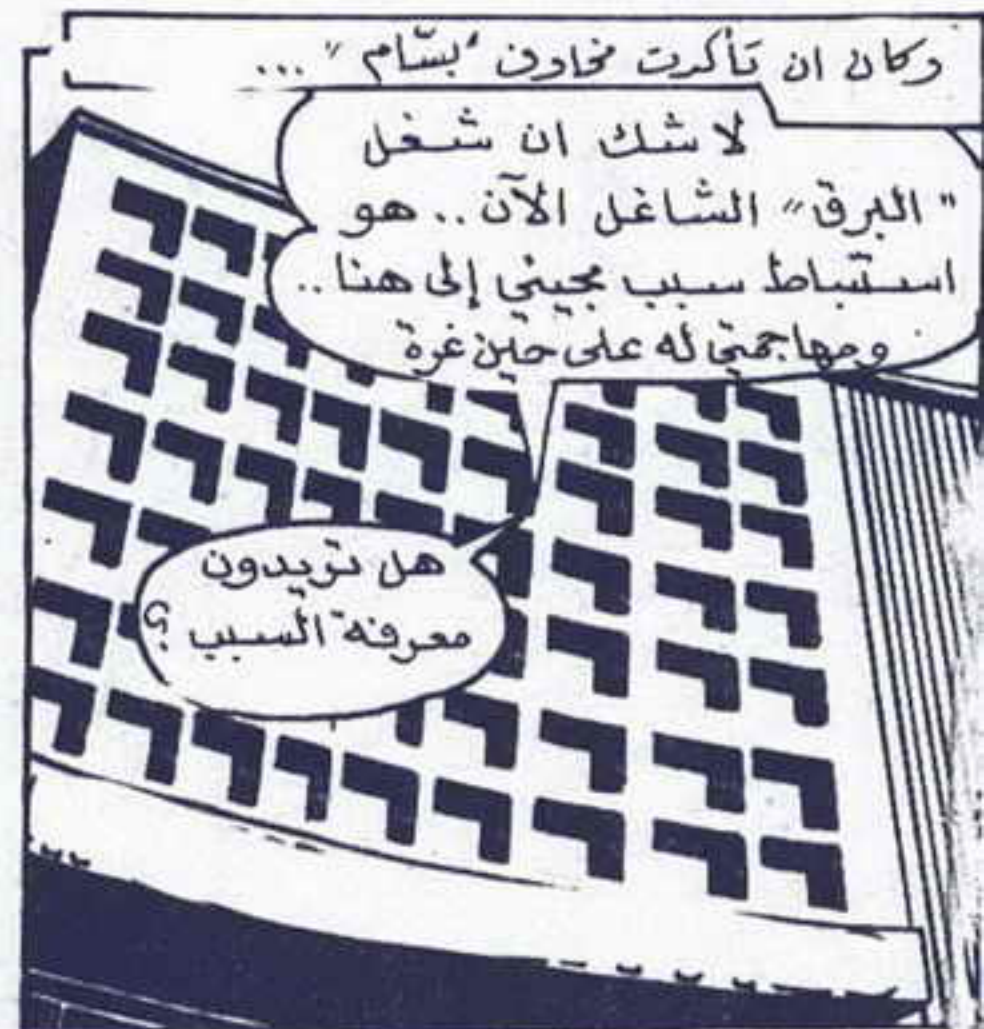 وكان ان تأكدت مخاوف "بسّام" ...
لا شك ان شغل
"البرق" الشاغل الآن.. هو
استنباط سبب مجيئي إلى هنا..
ومهاجمتي له على حين غرة
هل تريدون
معرفة السبب؟